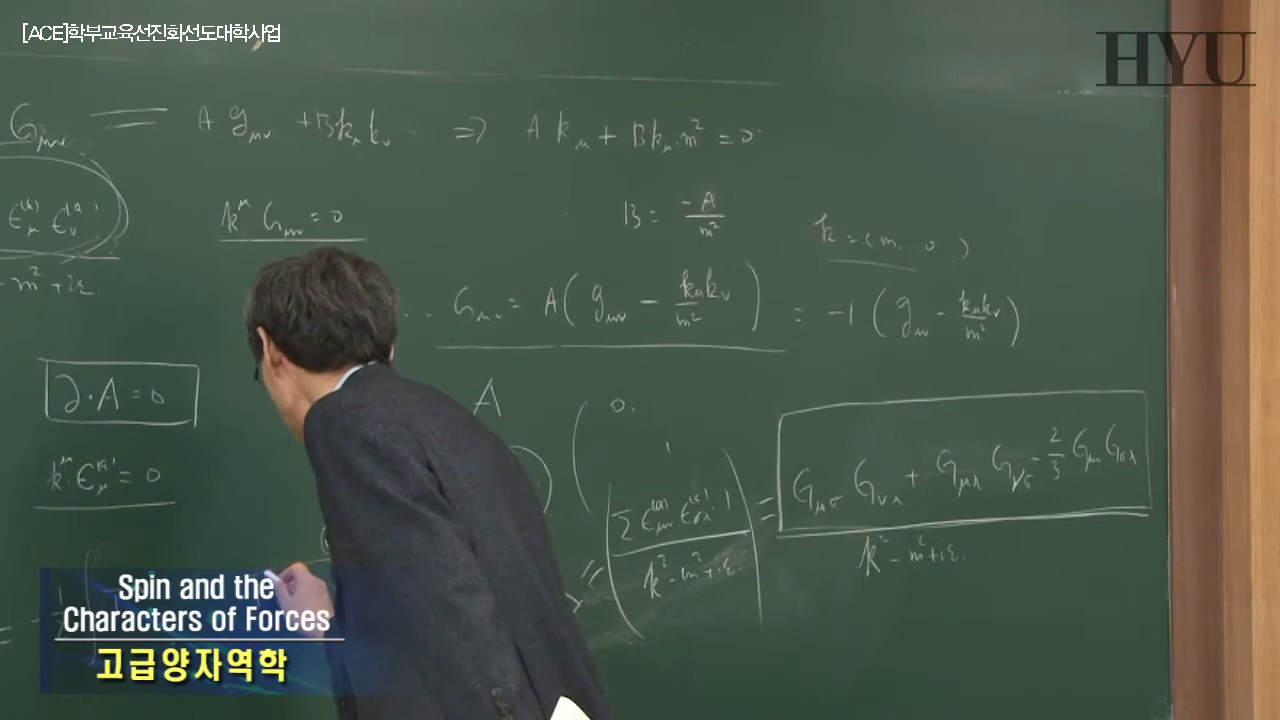 [ACE]학부교육선진화선도대학사업
HYU
G_μν = A g_μν + B k_μ k_ν ⇒ A k_μ + B k_μ m² = 0
ϵ_μ^(a) ϵ_ν^(a)
k^μ G_μν = 0
B = -A/m²
k = (m, 0)
-m² + iε
G_μν = A(g_μν - k_μ k_ν/m²) = -1(g_μν - k_μ k_ν/m²)
∂·A = 0
A
0.
1
k^μ ϵ_μ^(a) = 0
G_μσ G_νλ + G_μλ G_νσ - 2/3 G_μν G_σλ
k² - m² + iε
Σ ϵ_μν^(a) ϵ_σλ^(a)
k² - m² + iε
Spin and the
Characters of Forces
고급양자역학